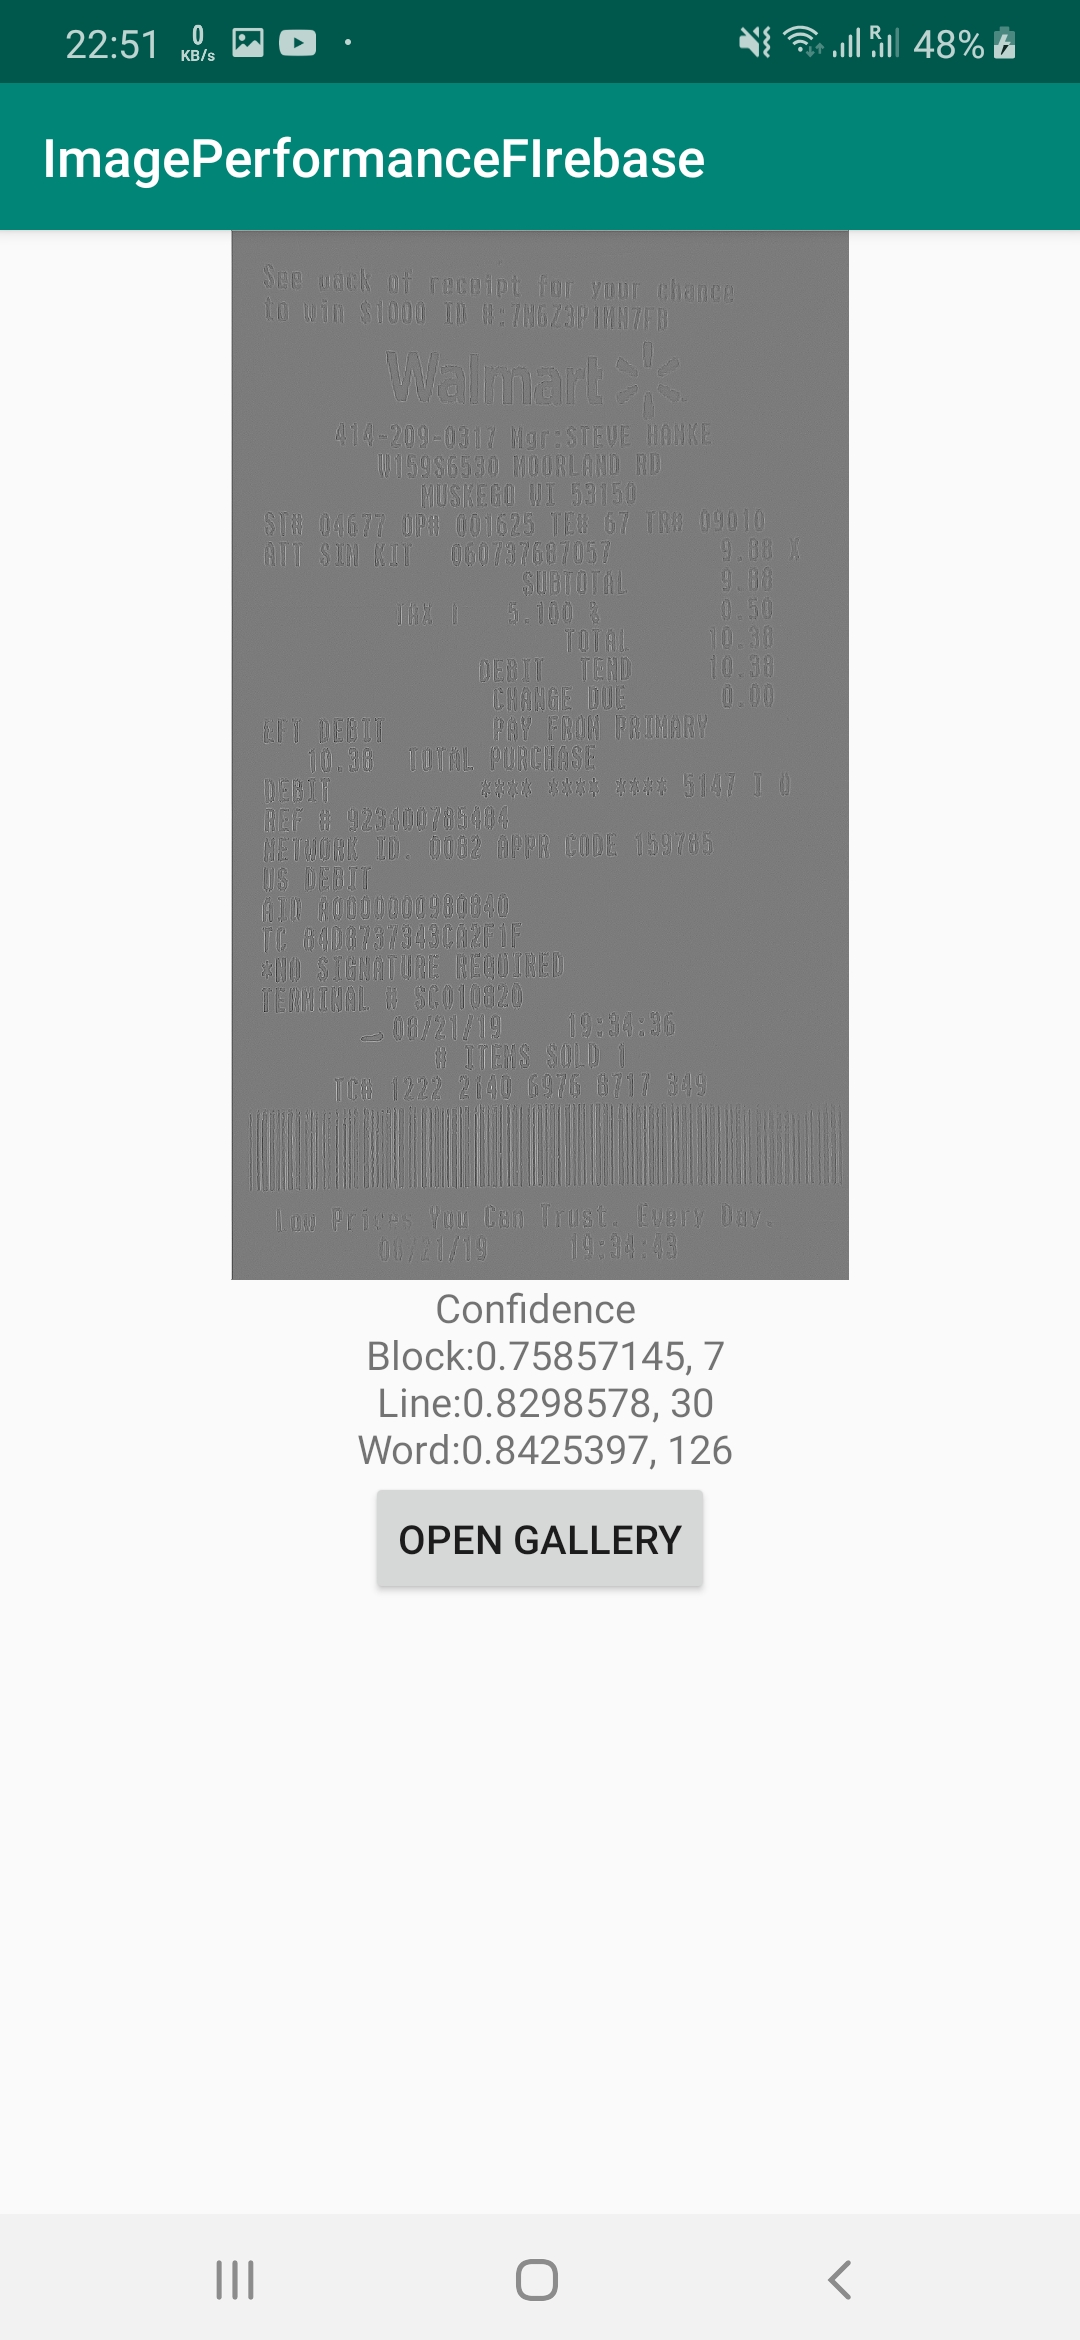 22:51 0 KB/s R 48%
ImagePerformanceFIrebase
See back of receipt for your chance
to win $1000 ID #:7N6Z3P1MN7FB
Walmart
414-209-0317 Mgr:STEVE HANKE
W159S6530 MOORLAND RD
MUSKEGO WI 53150
ST# 04677 OP# 001625 TE# 67 TR# 09010
ATT SIM KIT 060737687057 9.88 X
SUBTOTAL 9.88
TAX 1 5.100 % 0.50
TOTAL 10.38
DEBIT TEND 10.38
CHANGE DUE 0.00
EFT DEBIT PAY FROM PRIMARY
10.38 TOTAL PURCHASE
DEBIT **** **** **** 5147 I 0
REF # 923400785484
NETWORK ID. 0082 APPR CODE 159785
US DEBIT
AID A0000000980840
TC 84D8737343CA2F1F
*NO SIGNATURE REQUIRED
TERMINAL # SC010820
08/21/19 19:34:36
# ITEMS SOLD 1
TC# 1222 2140 6976 8717 349
Low Prices You Can Trust. Every Day.
08/21/19 19:34:43
Confidence
Block:0.75857145, 7
Line:0.8298578, 30
Word:0.8425397, 126
OPEN GALLERY